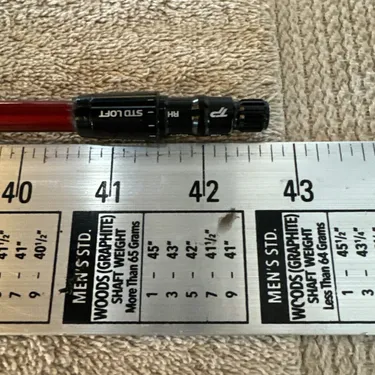 STD LOFT
RH
TP
40
41
42
43
41½"
7 - 41"
9 - 40½"
MEN'S STD.
WOODS (GRAPHITE)
SHAFT WEIGHT
More Than 65 Grams
1 - 45"
3 - 43"
5 - 42"
7 - 41½"
9 - 41"
MEN'S STD.
WOODS (GRAPHITE)
SHAFT WEIGHT
Less Than 64 Grams
1 - 45½"
3 - 43¼"